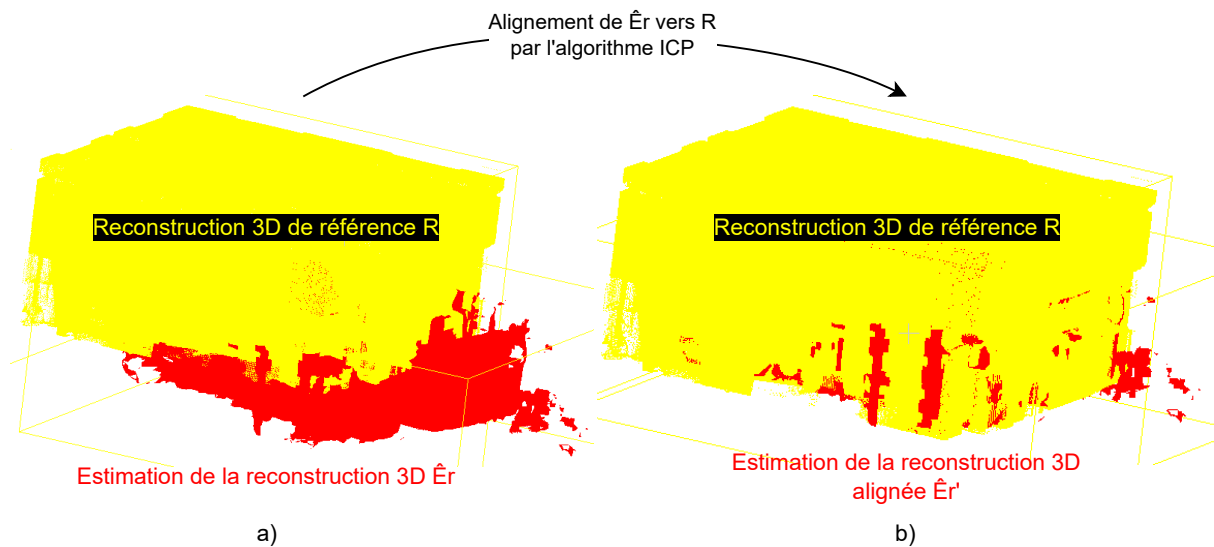 Alignement de Êr vers R
par l'algorithme ICP
Reconstruction 3D de référence R
Reconstruction 3D de référence R
Estimation de la reconstruction 3D Êr
Estimation de la reconstruction 3D
alignée Êr'
a)
b)